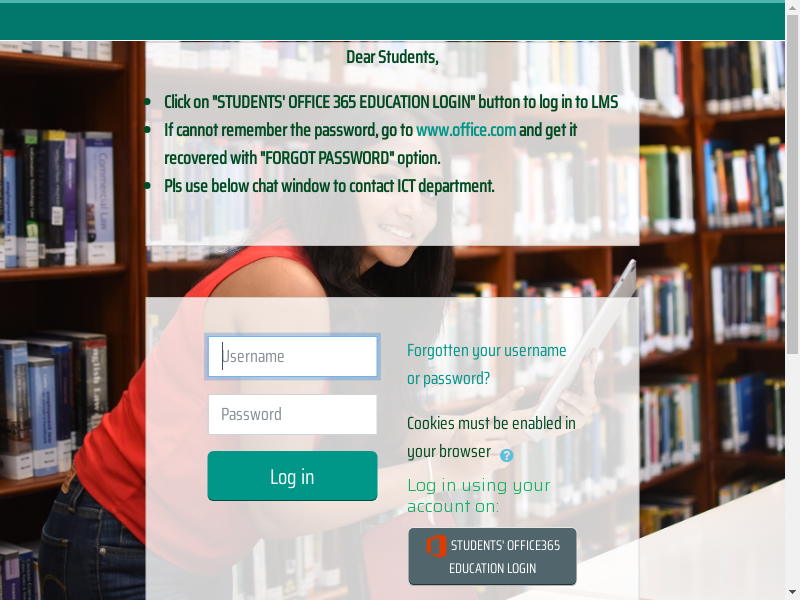 Dear Students,
Click on "STUDENTS' OFFICE 365 EDUCATION LOGIN" button to log in to LMS
If cannot remember the password, go to www.office.com and get it
recovered with "FORGOT PASSWORD" option.
Pls use below chat window to contact ICT department.
Username
Password
Log in
Forgotten your username
or password?
Cookies must be enabled in
your browser ?
Log in using your
account on:
STUDENTS' OFFICE365
EDUCATION LOGIN